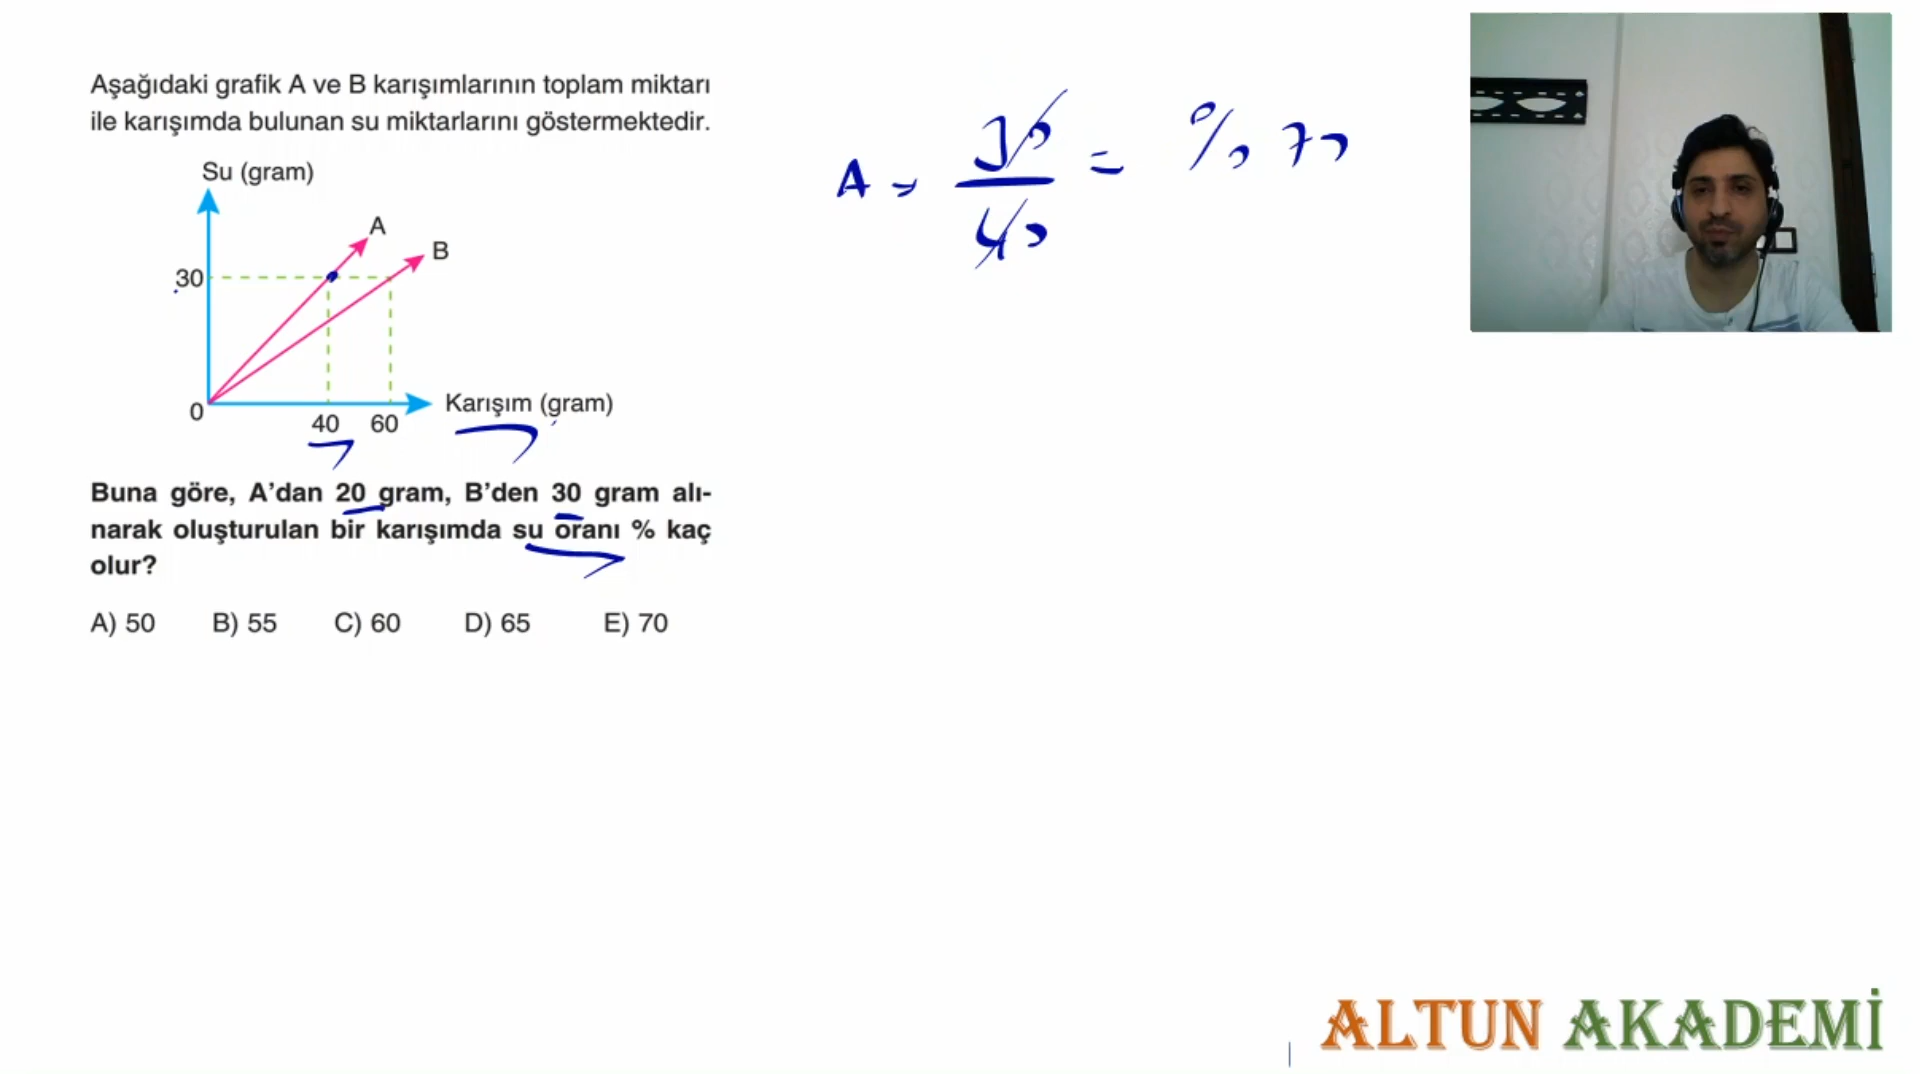 Aşağıdaki grafik A ve B karışımlarının toplam miktarı
ile karışımda bulunan su miktarlarını göstermektedir.
Su (gram)
A
B
30
0
40 60
Karışım (gram)
Buna göre, A’dan 20 gram, B’den 30 gram alı-
narak oluşturulan bir karışımda su oranı % kaç
olur?
A) 50 B) 55 C) 60 D) 65 E) 70
A = 30 / 40 =
ALTUN AKADEMİ